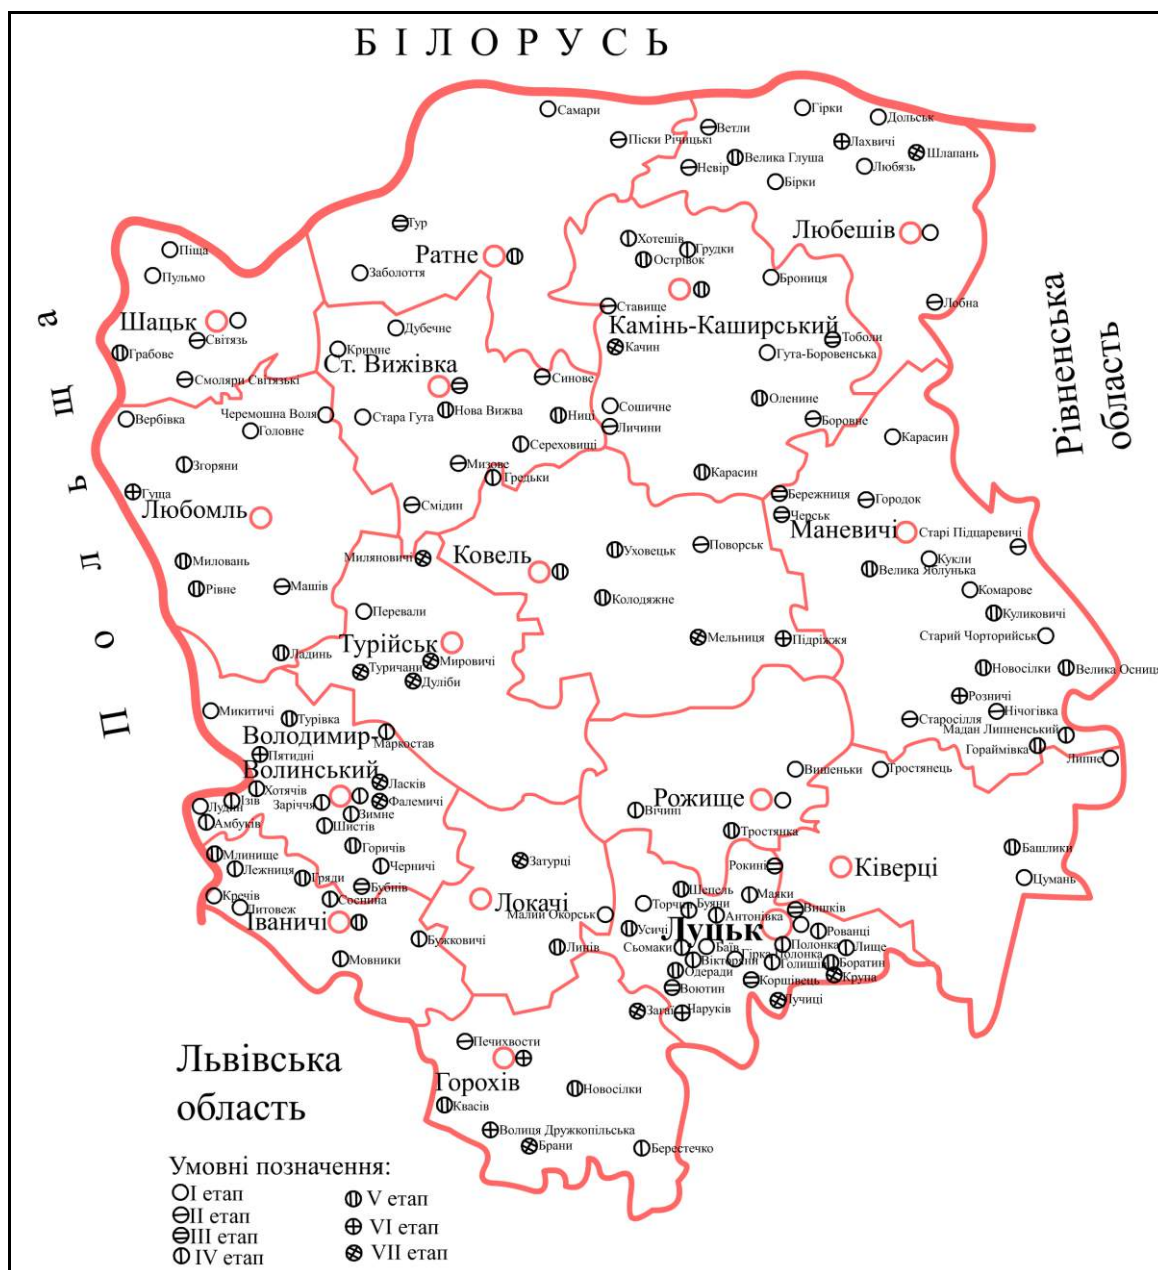 БІЛОРУСЬ
Самари
Гірки
Дольськ
Піски Річицькі
Ветли
Лахвичі
Шлапань
Велика Глуша
Невір
Любязь
Бірки
Тур
Ратне
Заболоття
Любешів
Хотешів
Грудки
Острівок
Піща
Пульмо
Брониця
Лобна
Шацьк
Світязь
Грабове
Смоляри Світязькі
Дубечне
Кримне
Ставище
Камінь-Каширський
Качин
Тоболи
Гута-Боровенська
Ст. Вижівка
Синове
Вербівка
Черемошна Воля
Головне
Стара Гута
Нова Вижва
Ниці
Сошичне
Личини
Оленине
Боровне
Карасин
Сереховищі
Згоряни
Мизове
Гредьки
Карасин
Гуща
Любомль
Смідин
Бережниця
Городок
Черськ
Маневичі
Старі Підцаревичі
Миловань
Миляновичі
Ковель
Уховецьк
Поворськ
Кукли
Велика Яблунька
Рівне
Машів
Колодяжне
Комарове
Куликовичі
Перевали
Турійськ
Мельниця
Підріжжя
Старий Чорторийськ
Ладинь
Туричани
Мировичі
Дуліби
Новосілки
Велика Осниця
Розничі
Нічогівка
Старосілля
Мадан Липненський
Гораймівка
Липне
Микитичі
Турівка
Володимир-
Волинський
Маркостав
Пятидні
Хотячів
Ізів
Заріччя
Ласків
Фалемичі
Лудин
Амбуків
Зимне
Шистів
Вишеньки
Тростянець
Рожище
Вічині
Тростянка
Горичів
Млинище
Лежниця
Гряди
Черничі
Бубнів
Кречів
Литовеж
Соснина
Іваничі
Затурці
Локачі
Рокині
Ківерці
Башлики
Цумань
Шепель
Торчин
Буяни
Маяки
Малий Окорськ
Антонівка
Вишків
Луцьк
Усичі
Рованці
Бужковичі
Линів
Сьомаки
Баїв
Полонка
Лище
Вікторяни
Гірка Полонка
Голишів
Боратин
Мовники
Одеради
Крупа
Воютин
Коршівець
Лучиці
Загаї
Наруків
Печихвости
Горохів
Квасів
Новосілки
Волиця Дружкопільська
Брани
Берестечко
Польща
Рівненська
область
Львівська
область
Умовні позначення:
I етап
II етап
III етап
IV етап
V етап
VI етап
VII етап